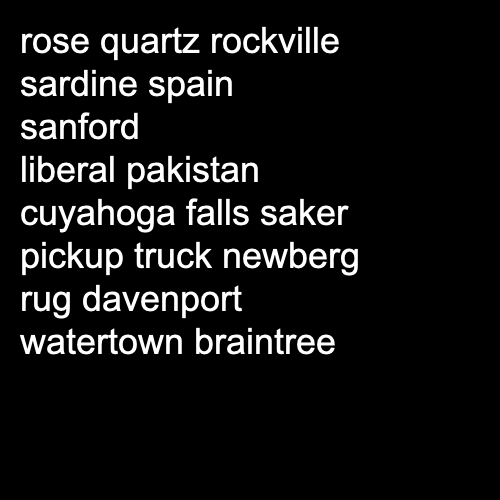 rose quartz rockville
sardine spain
sanford
liberal pakistan
cuyahoga falls saker
pickup truck newberg
rug davenport
watertown braintree